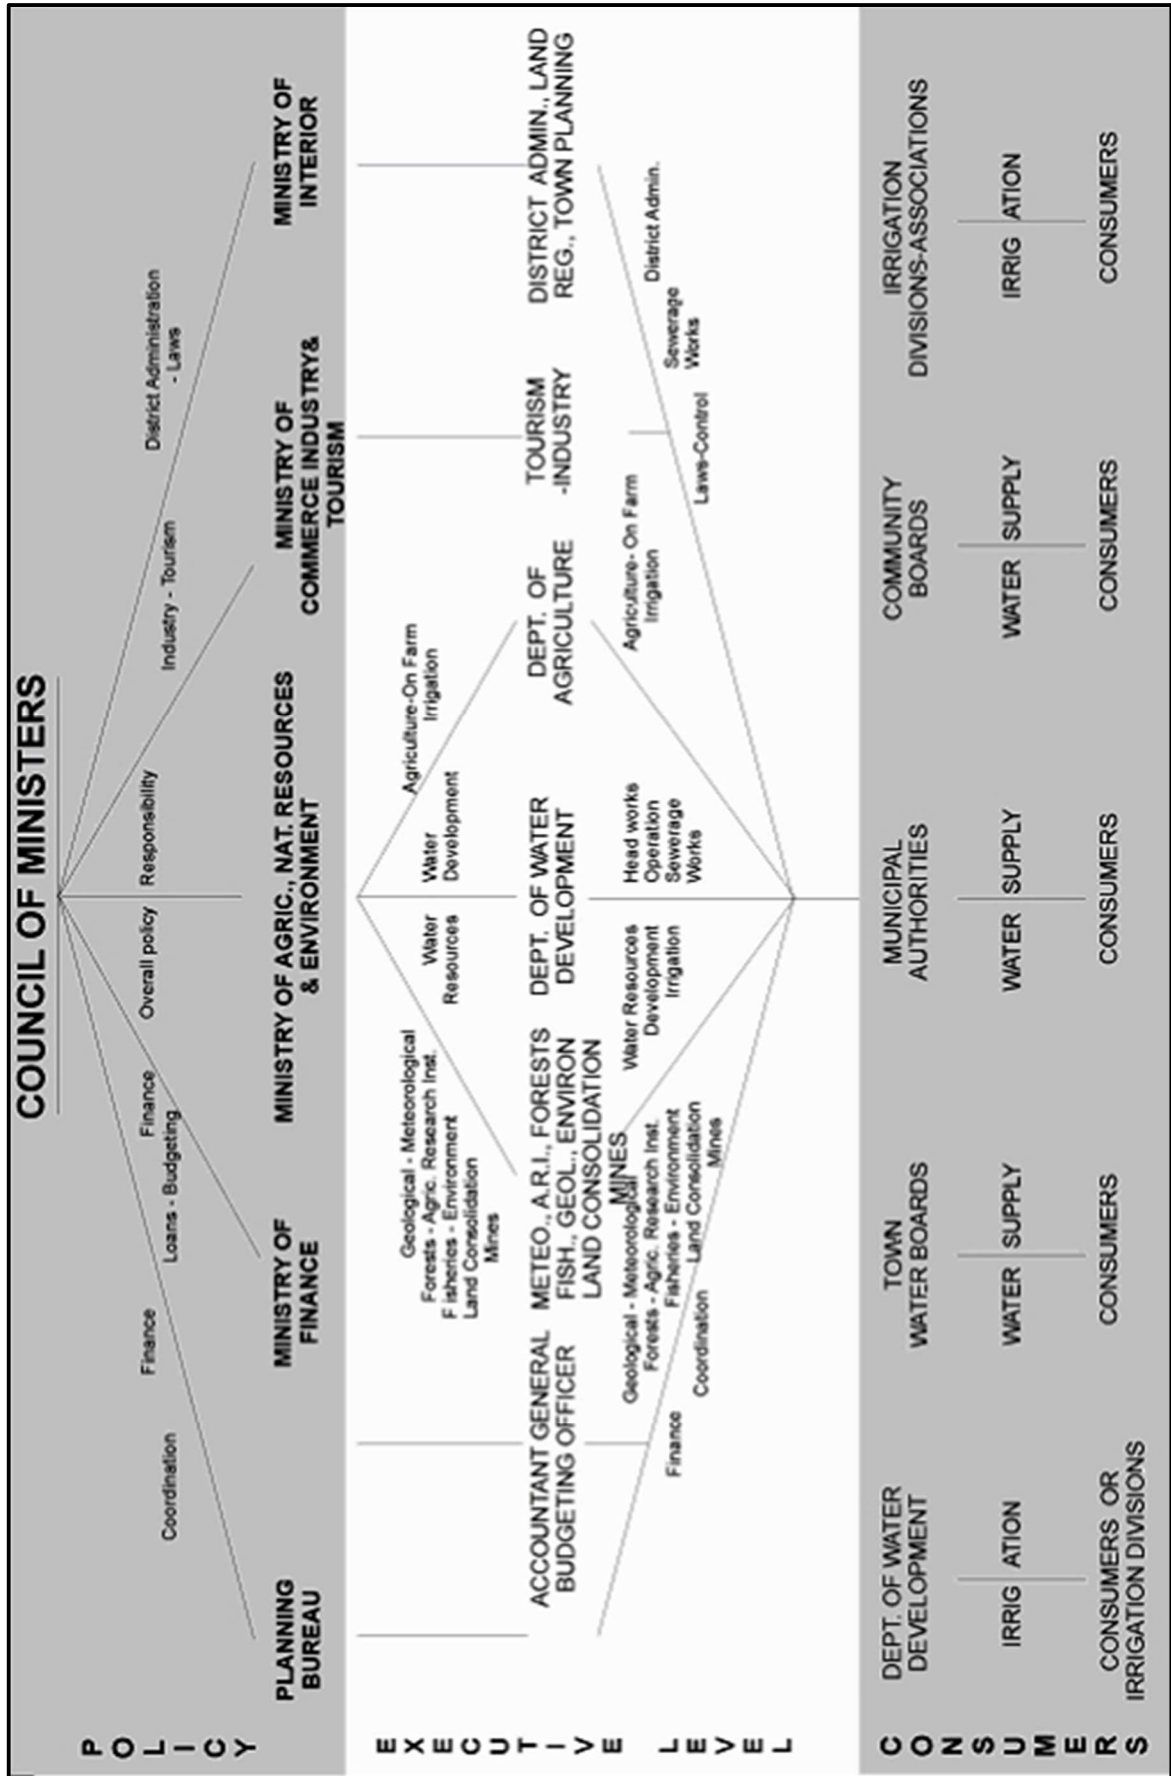 COUNCIL OF MINISTERS
POLICY
Coordination
Finance
Finance
Loans - Budgeting
Overall policy
Responsibility
Industry - Tourism
District Administration
- Laws
PLANNING
BUREAU
MINISTRY OF
FINANCE
MINISTRY OF AGRIC., NAT. RESOURCES
& ENVIRONMENT
MINISTRY OF
COMMERCE INDUSTRY&
TOURISM
MINISTRY OF
INTERIOR
EXECUTIVE LEVEL
Geological - Meteorological
Forests - Agric. Research Inst.
Fisheries - Environment
Land Consolidation
Mines
Water
Resources
Water
Development
Agriculture-On Farm
Irrigation
ACCOUNTANT GENERAL
BUDGETING OFFICER
METEO., A.R.I., FORESTS
FISH., GEOL., ENVIRON
LAND CONSOLIDATION
MINES
DEPT. OF WATER
DEVELOPMENT
DEPT. OF
AGRICULTURE
TOURISM
-INDUSTRY
DISTRICT ADMIN., LAND
REG., TOWN PLANNING
Finance
Coordination
Geological - Meteorological
Forests - Agric. Research Inst.
Fisheries - Environment
Land Consolidation
Mines
Water Resources
Development
Irrigation
Head works
Operation
Sewerage
Works
Agriculture- On Farm
Irrigation
Laws-Control
Sewerage
Works
District Admin.
CONSUMERS
DEPT. OF WATER
DEVELOPMENT
TOWN
WATER BOARDS
MUNICIPAL
AUTHORITIES
COMMUNITY
BOARDS
IRRIGATION
DIVISIONS-ASSOCIATIONS
IRRIG ATION
WATER SUPPLY
WATER SUPPLY
WATER SUPPLY
IRRIG ATION
CONSUMERS OR
IRRIGATION DIVISIONS
CONSUMERS
CONSUMERS
CONSUMERS
CONSUMERS